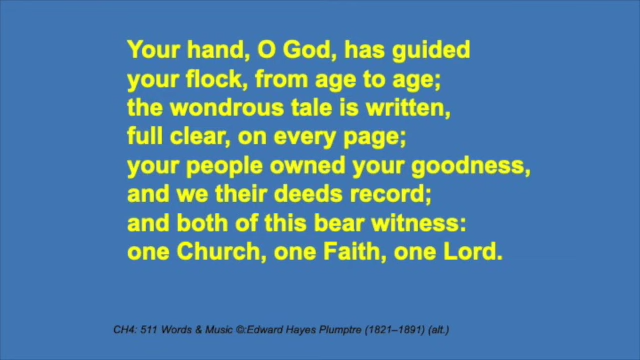 Your hand, O God, has guided
your flock, from age to age;
the wondrous tale is written,
full clear, on every page;
your people owned your goodness,
and we their deeds record;
and both of this bear witness:
one Church, one Faith, one Lord.
CH4: 511 Words & Music ©:Edward Hayes Plumptre (1821–1891) (alt.)